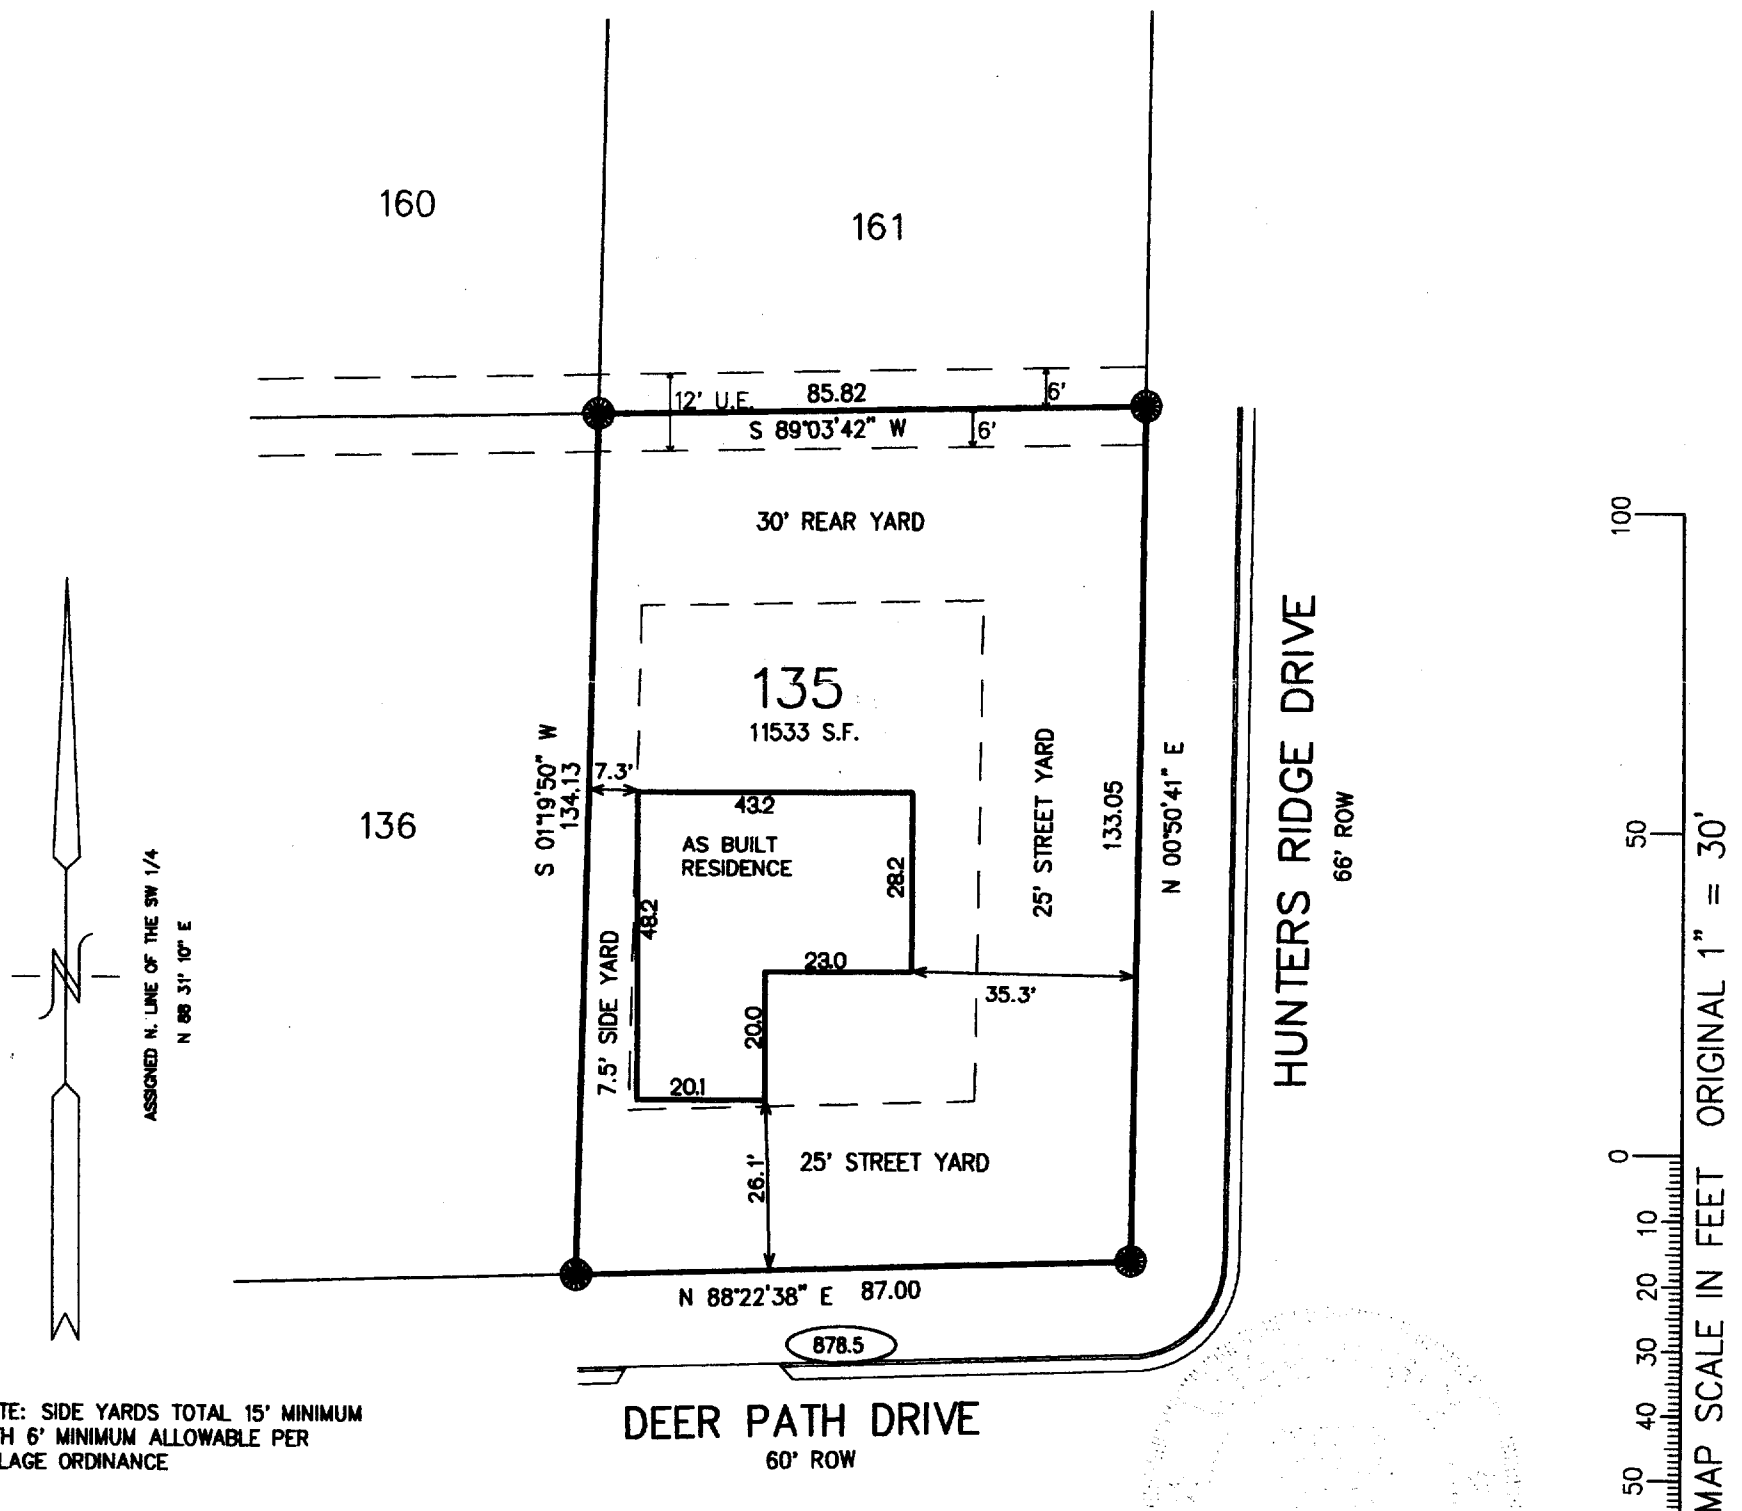 160
161
12' U.E.
85.82
6'
S 89°03'42" W
6'
30' REAR YARD
135
11533 S.F.
S 01°19'50" W
134.13
7.3'
43.2
AS BUILT
RESIDENCE
28.2
48.2
23.0
20.0
20.1
7.5' SIDE YARD
35.3'
25' STREET YARD
133.05
N 00°50'41" E
136
26.1'
25' STREET YARD
N 88°22'38" E 87.00
878.5
DEER PATH DRIVE
60' ROW
HUNTERS RIDGE DRIVE
66' ROW
N
ASSIGNED N. LINE OF THE SW 1/4
N 88 31' 10" E
TE: SIDE YARDS TOTAL 15' MINIMUM
H 6' MINIMUM ALLOWABLE PER
LAGE ORDINANCE
100
50
0
10
20
30
40
50
MAP SCALE IN FEET ORIGINAL 1" = 30'